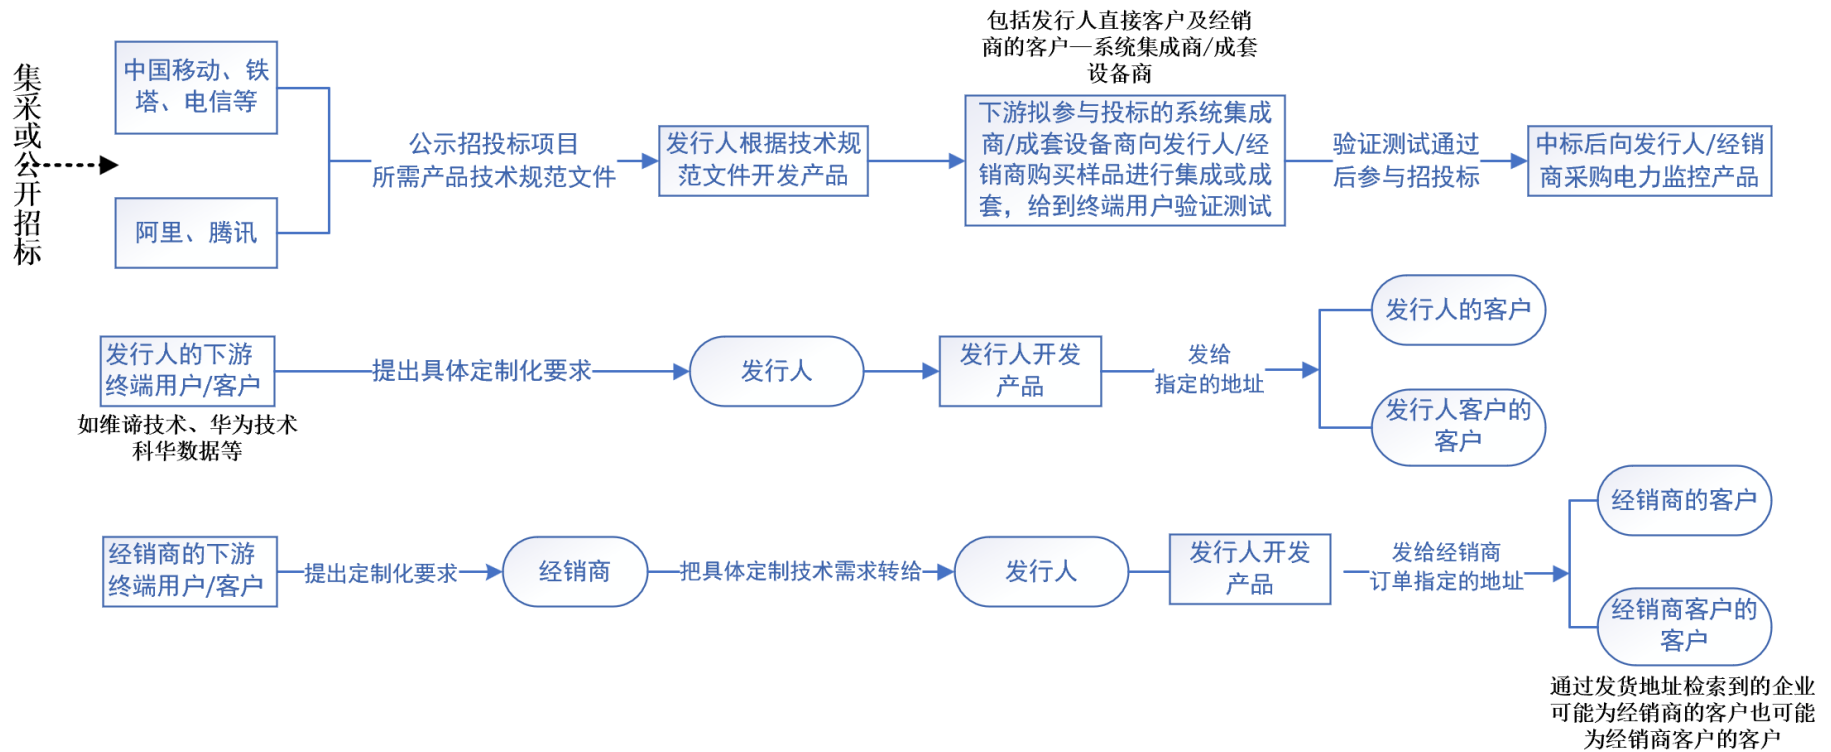 集采或公开招标
中国移动、铁
塔、电信等
阿里、腾讯
公示招投标项目
所需产品技术规范文件
发行人根据技术规
范文件开发产品
包括发行人直接客户及经销
商的客户—系统集成商/成套
设备商
下游拟参与投标的系统集成
商/成套设备商向发行人/经
销商购买样品进行集成或成
套，给到终端用户验证测试
验证测试通过
后参与招投标
中标后向发行人/经销
商采购电力监控产品
发行人的下游
终端用户/客户
如维谛技术、华为技术
科华数据等
提出具体定制化要求
发行人
发行人开发
产品
发给
指定的地址
发行人的客户
发行人客户的
客户
经销商的下游
终端用户/客户
提出定制化要求
经销商
把具体定制技术需求转给
发行人
发行人开发
产品
发给经销商
订单指定的地址
经销商的客户
经销商客户的
客户
通过发货地址检索到的企业
可能为经销商的客户也可能
为经销商客户的客户